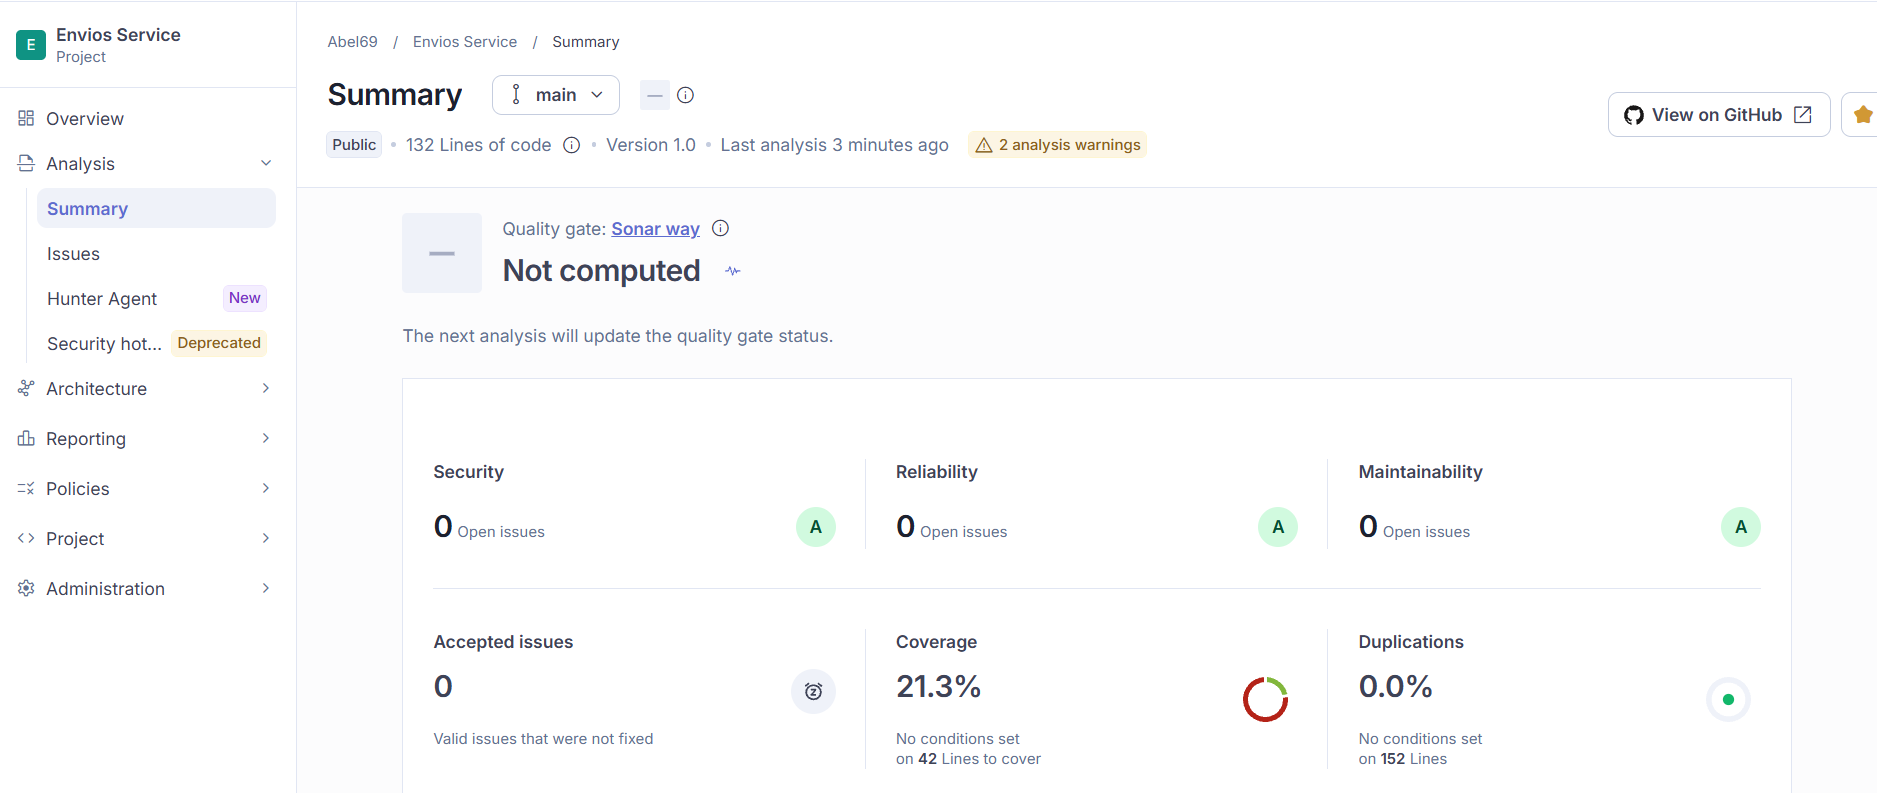 E
Envios Service
Project
Overview
Analysis
Summary
Issues
Hunter Agent New
Security hot... Deprecated
Architecture
Reporting
Policies
Project
Administration
Abel69 / Envios Service / Summary
Summary main —
View on GitHub
Public • 132 Lines of code • Version 1.0 • Last analysis 3 minutes ago 2 analysis warnings
Quality gate: Sonar way
Not computed
The next analysis will update the quality gate status.
Security Reliability Maintainability
0 Open issues A 0 Open issues A 0 Open issues A
Accepted issues Coverage Duplications
0 21.3% 0.0%
Valid issues that were not fixed No conditions set No conditions set
on 42 Lines to cover on 152 Lines